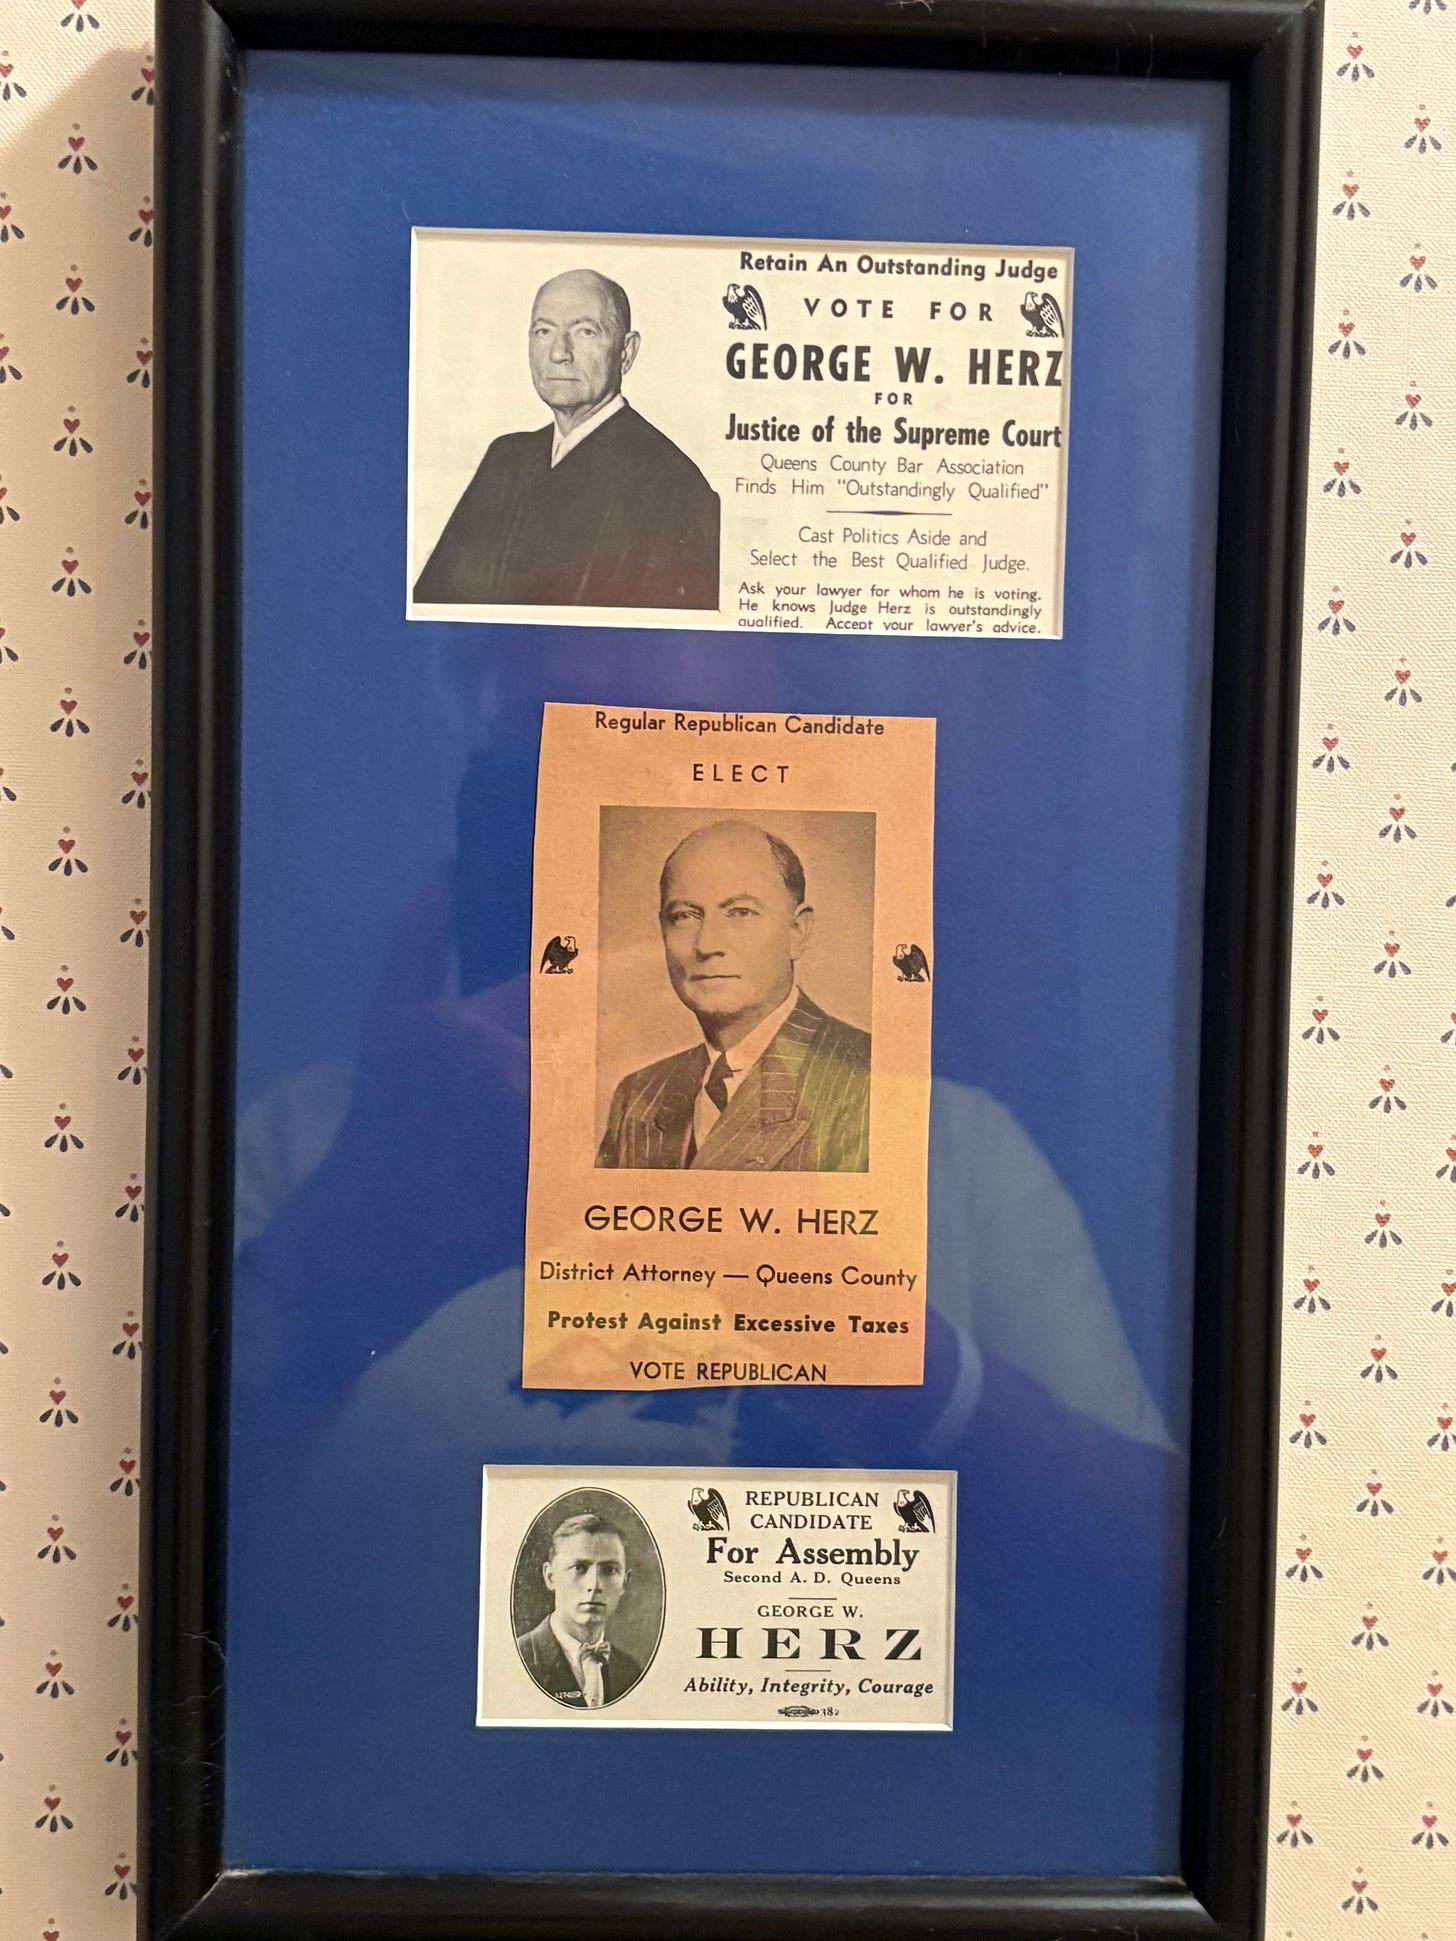 Retain An Outstanding Judge
VOTE FOR
GEORGE W. HERZ
FOR
Justice of the Supreme Court
Queens County Bar Association
Finds Him "Outstandingly Qualified"
Cast Politics Aside and
Select the Best Qualified Judge.
Ask your lawyer for whom he is voting.
He knows Judge Herz is outstandingly
qualified. Accept your lawyer's advice.
Regular Republican Candidate
ELECT
GEORGE W. HERZ
District Attorney — Queens County
Protest Against Excessive Taxes
VOTE REPUBLICAN
REPUBLICAN
CANDIDATE
For Assembly
Second A. D. Queens
GEORGE W.
HERZ
Ability, Integrity, Courage
382